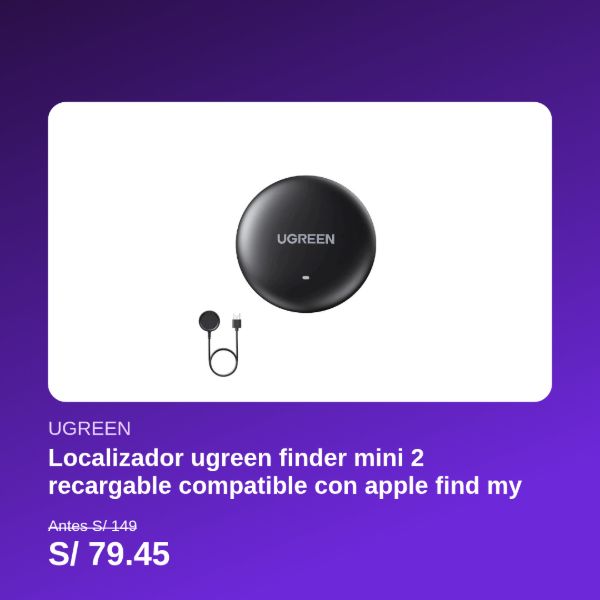 UGREEN
UGREEN
Localizador ugreen finder mini 2
recargable compatible con apple find my
Antes S/ 149
S/ 79.45